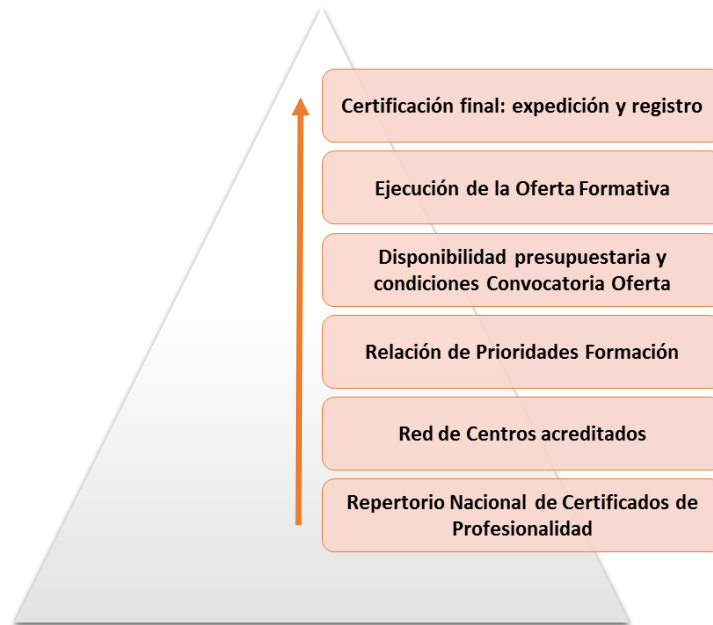 Certificación final: expedición y registro
Ejecución de la Oferta Formativa
Disponibilidad presupuestaria y
condiciones Convocatoria Oferta
Relación de Prioridades Formación
Red de Centros acreditados
Repertorio Nacional de Certificados de
Profesionalidad